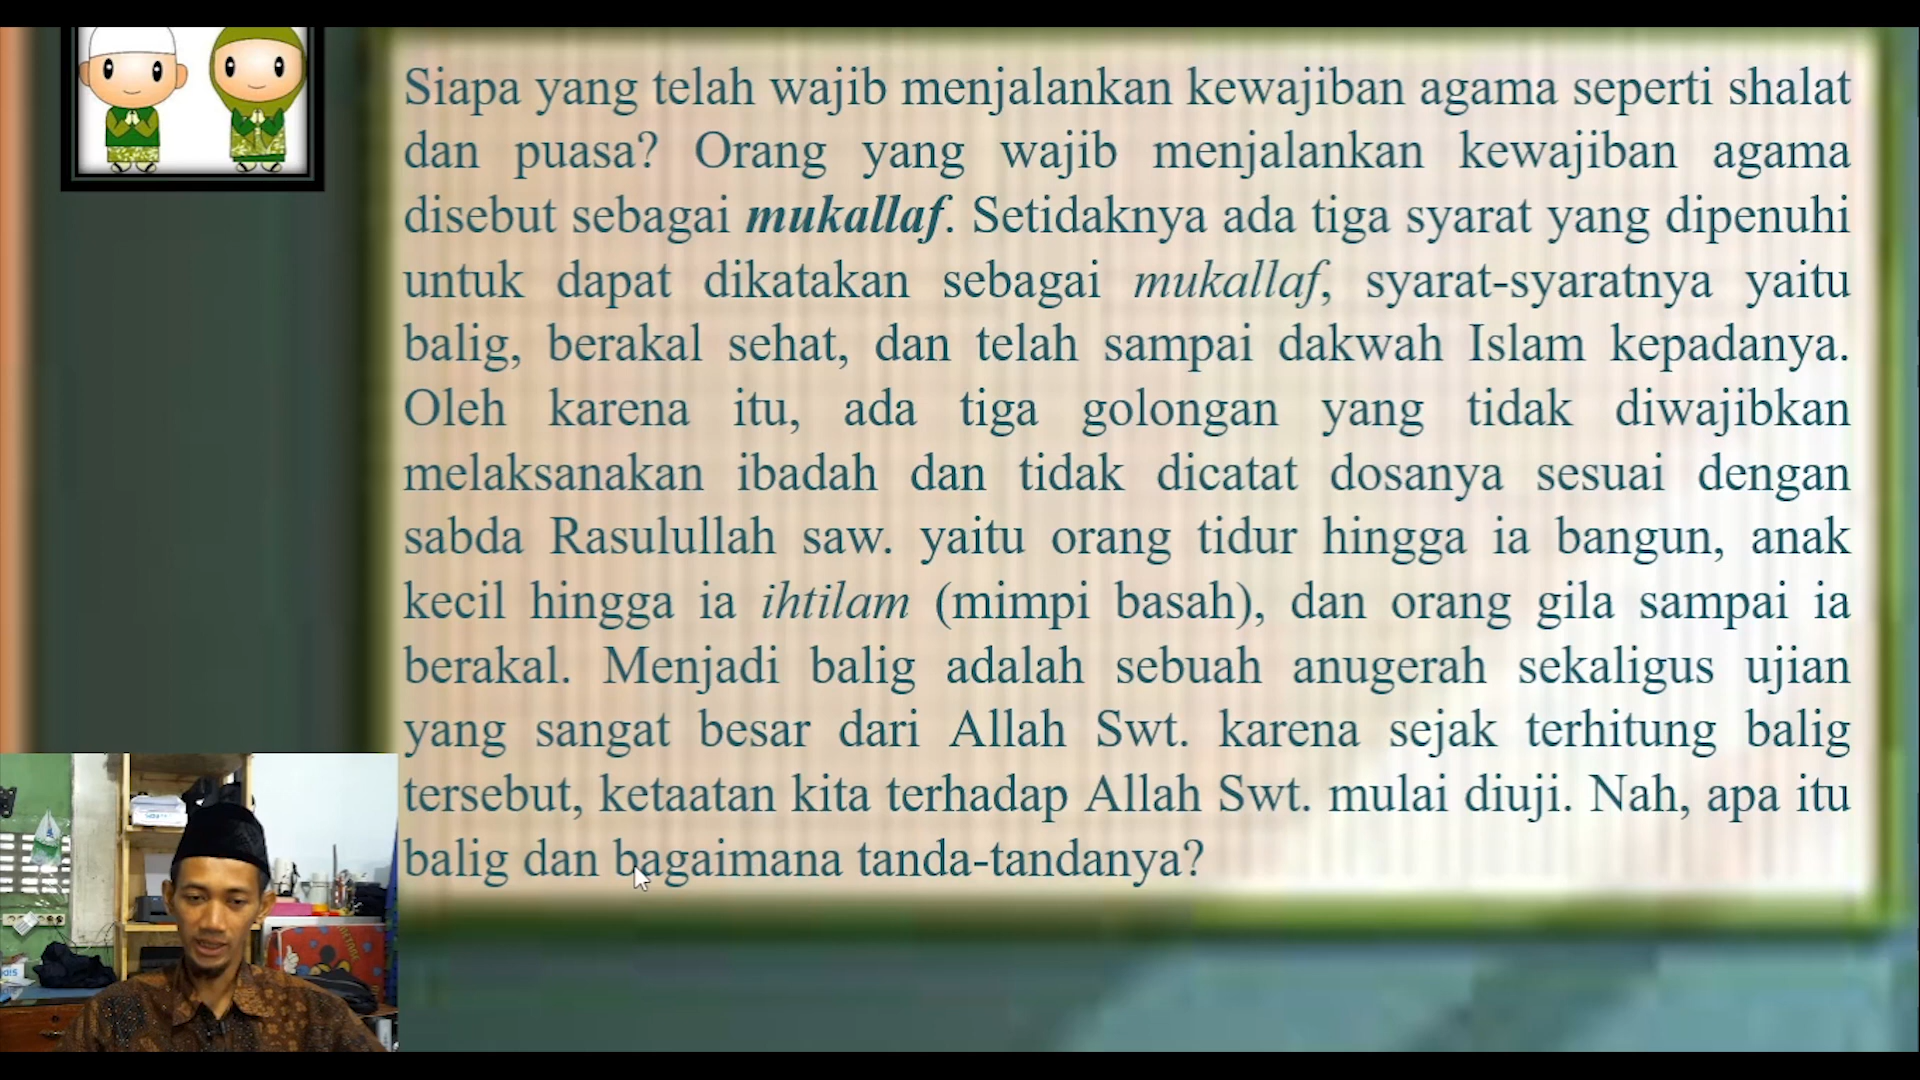 Siapa yang telah wajib menjalankan kewajiban agama seperti shalat
dan puasa? Orang yang wajib menjalankan kewajiban agama
disebut sebagai mukallaf. Setidaknya ada tiga syarat yang dipenuhi
untuk dapat dikatakan sebagai mukallaf, syarat-syaratnya yaitu
balig, berakal sehat, dan telah sampai dakwah Islam kepadanya.
Oleh karena itu, ada tiga golongan yang tidak diwajibkan
melaksanakan ibadah dan tidak dicatat dosanya sesuai dengan
sabda Rasulullah saw. yaitu orang tidur hingga ia bangun, anak
kecil hingga ia ihtilam (mimpi basah), dan orang gila sampai ia
berakal. Menjadi balig adalah sebuah anugerah sekaligus ujian
yang sangat besar dari Allah Swt. karena sejak terhitung balig
tersebut, ketaatan kita terhadap Allah Swt. mulai diuji. Nah, apa itu
balig dan bagaimana tanda-tandanya?